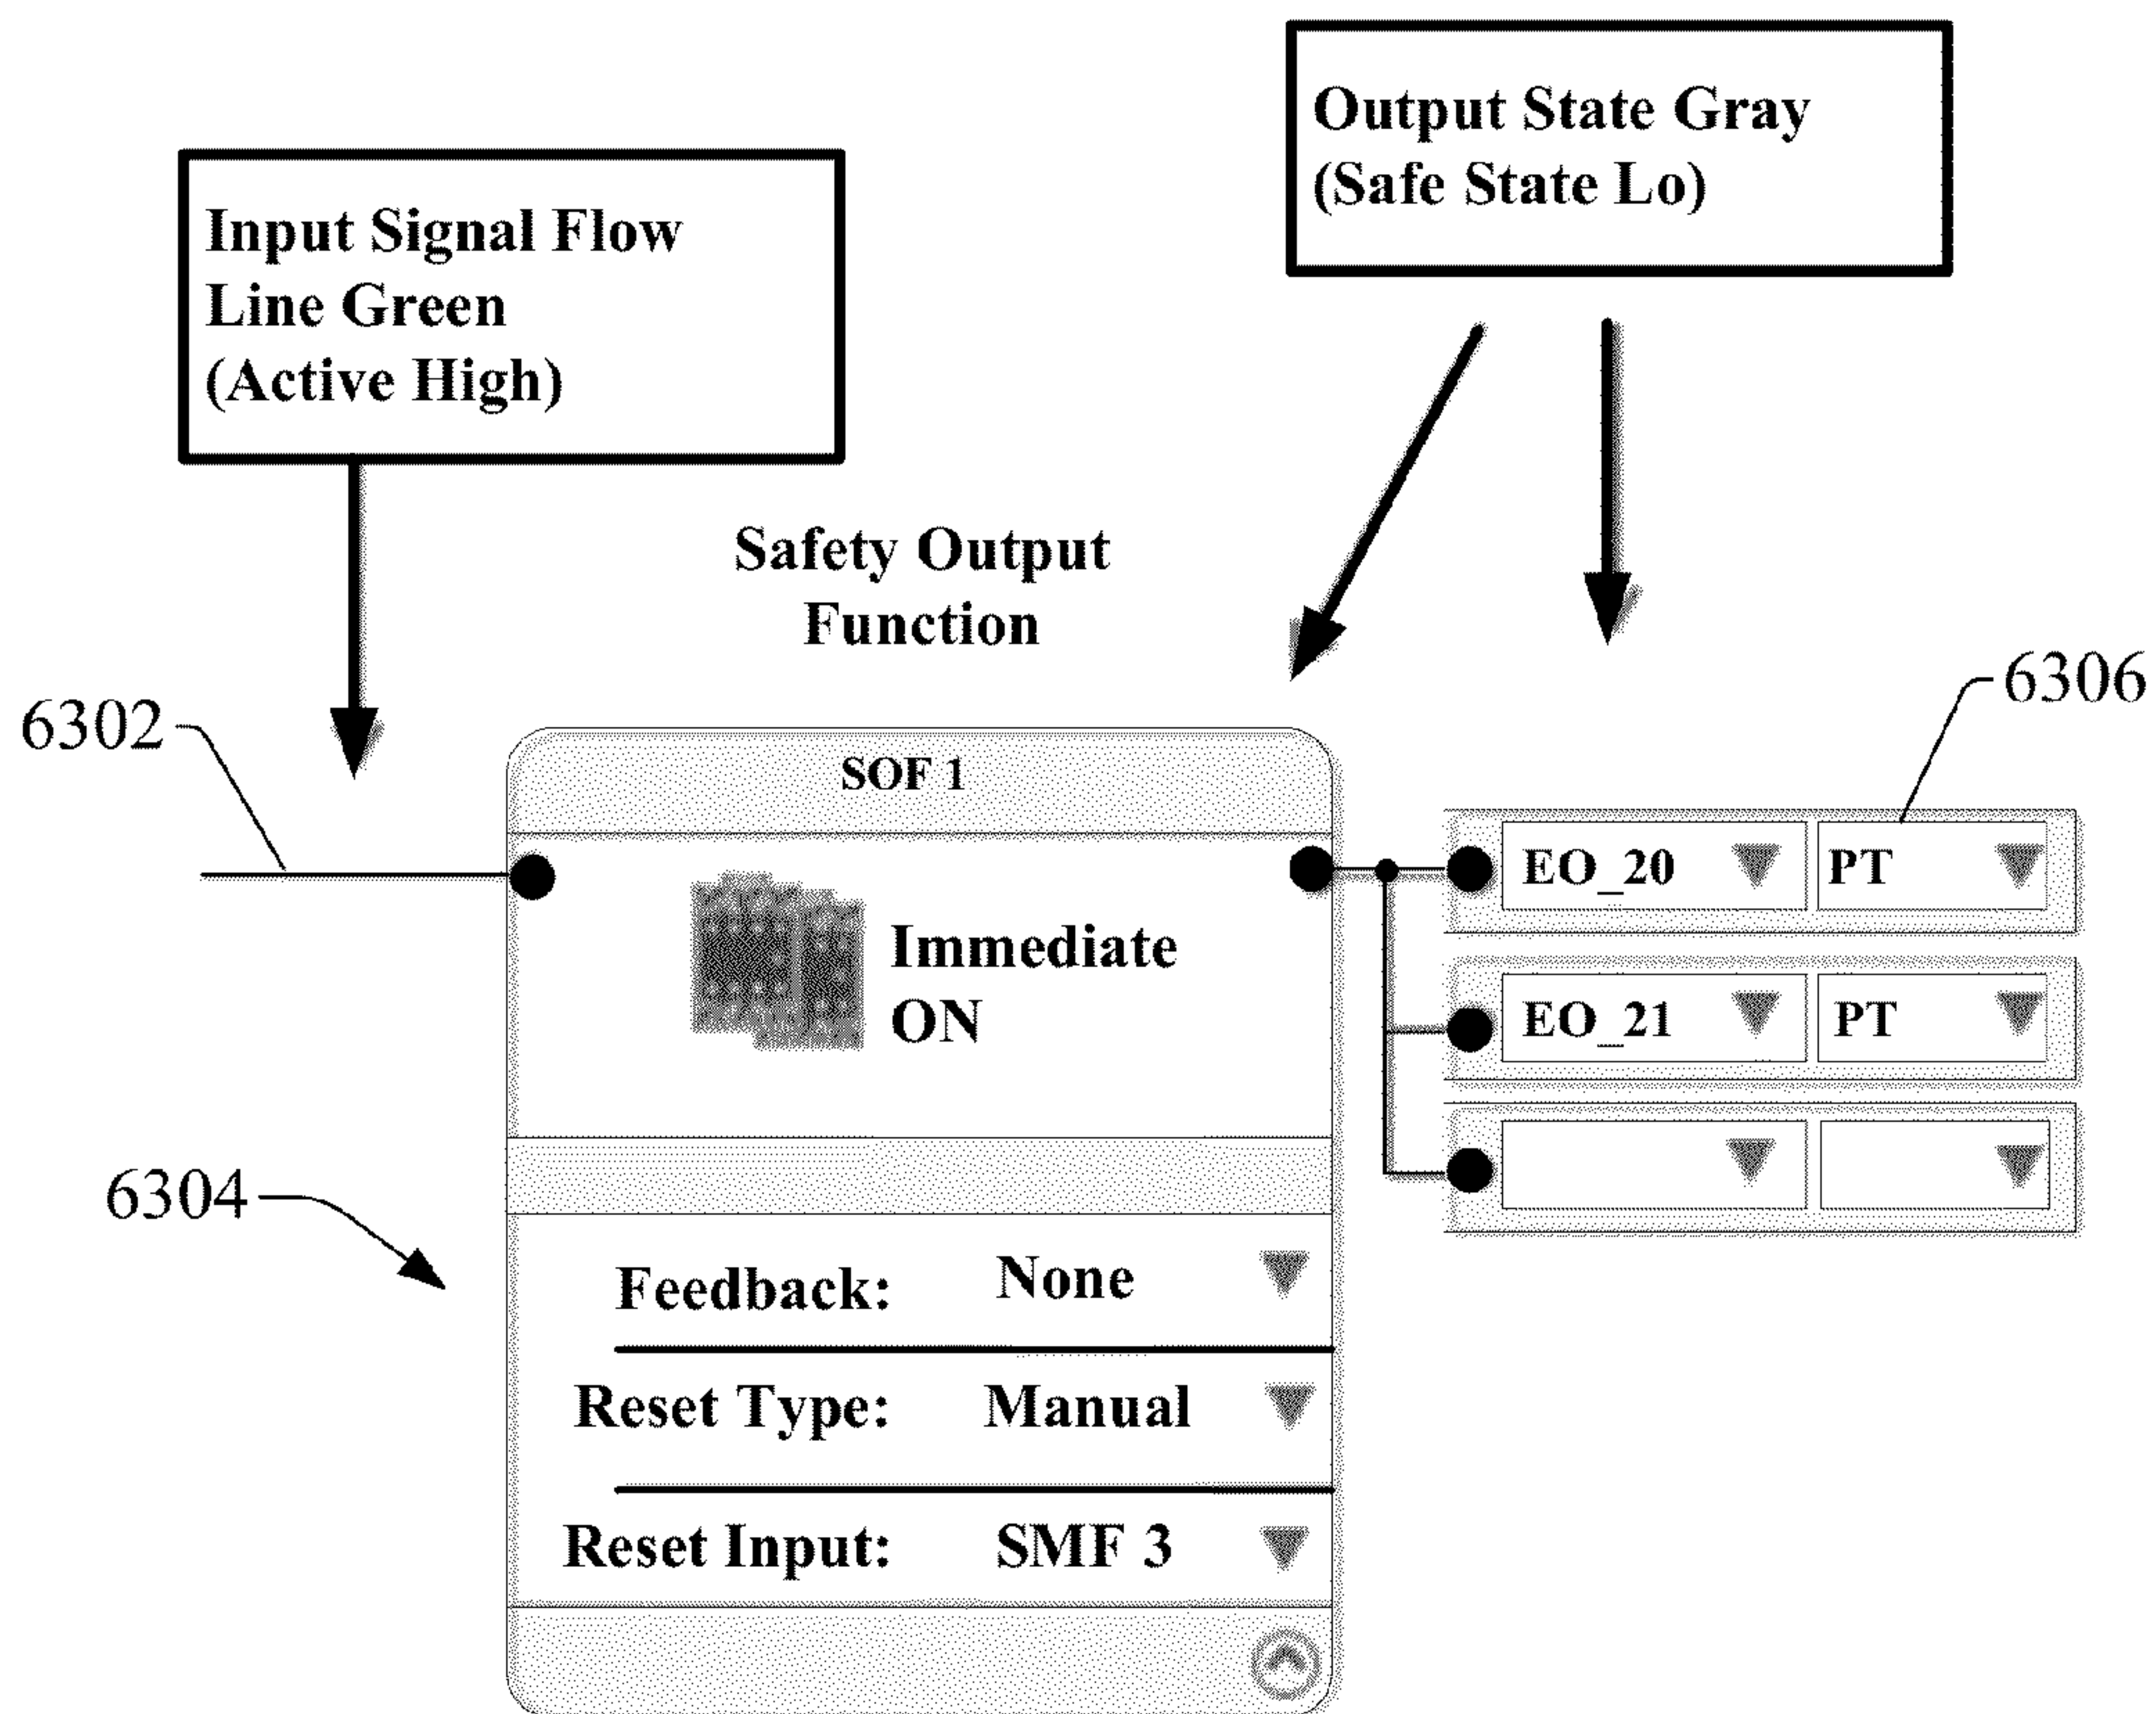 Output State Gray
(Safe State Lo)
Input Signal Flow
Line Green
(Active High)
Safety Output
Function
6302
6306
SOF 1
EO_20
PT
Immediate
ON
EO_21
PT
6304
Feedback: None
Reset Type: Manual
Reset Input: SMF 3